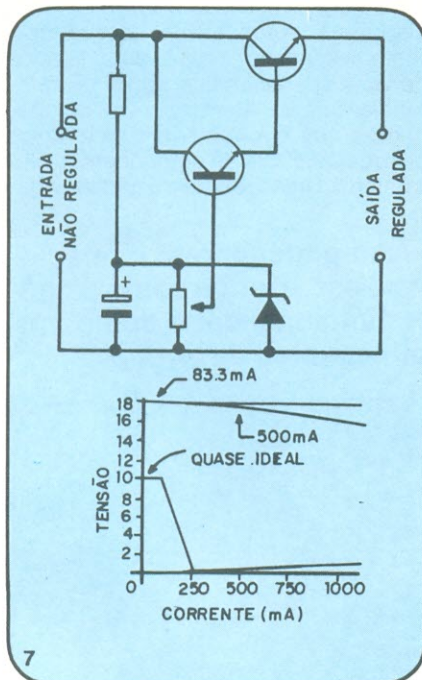 ENTRADA
NÃO REGULADA
SAÍDA
REGULADA
+
83.3mA
500mA
QUASE .IDEAL
TENSÃO
18
16
14
12
10
8
6
4
2
0
250
500
750
1000
CORRENTE (mA)
7